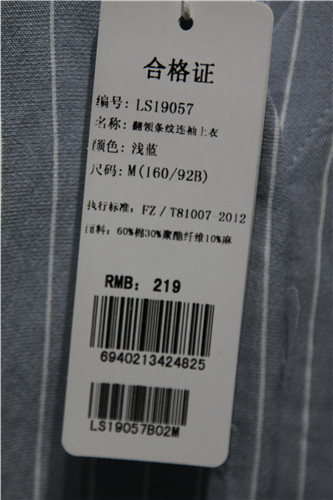 合格证
编号: LS19057
名称: 翻领条纹连袖上衣
颜色: 浅蓝
尺码: M(160/92B)
执行标准: FZ/T81007-2012
面料: 60%棉30%聚酯纤维10%麻
RMB: 219
6940213424825
LS19057B02M